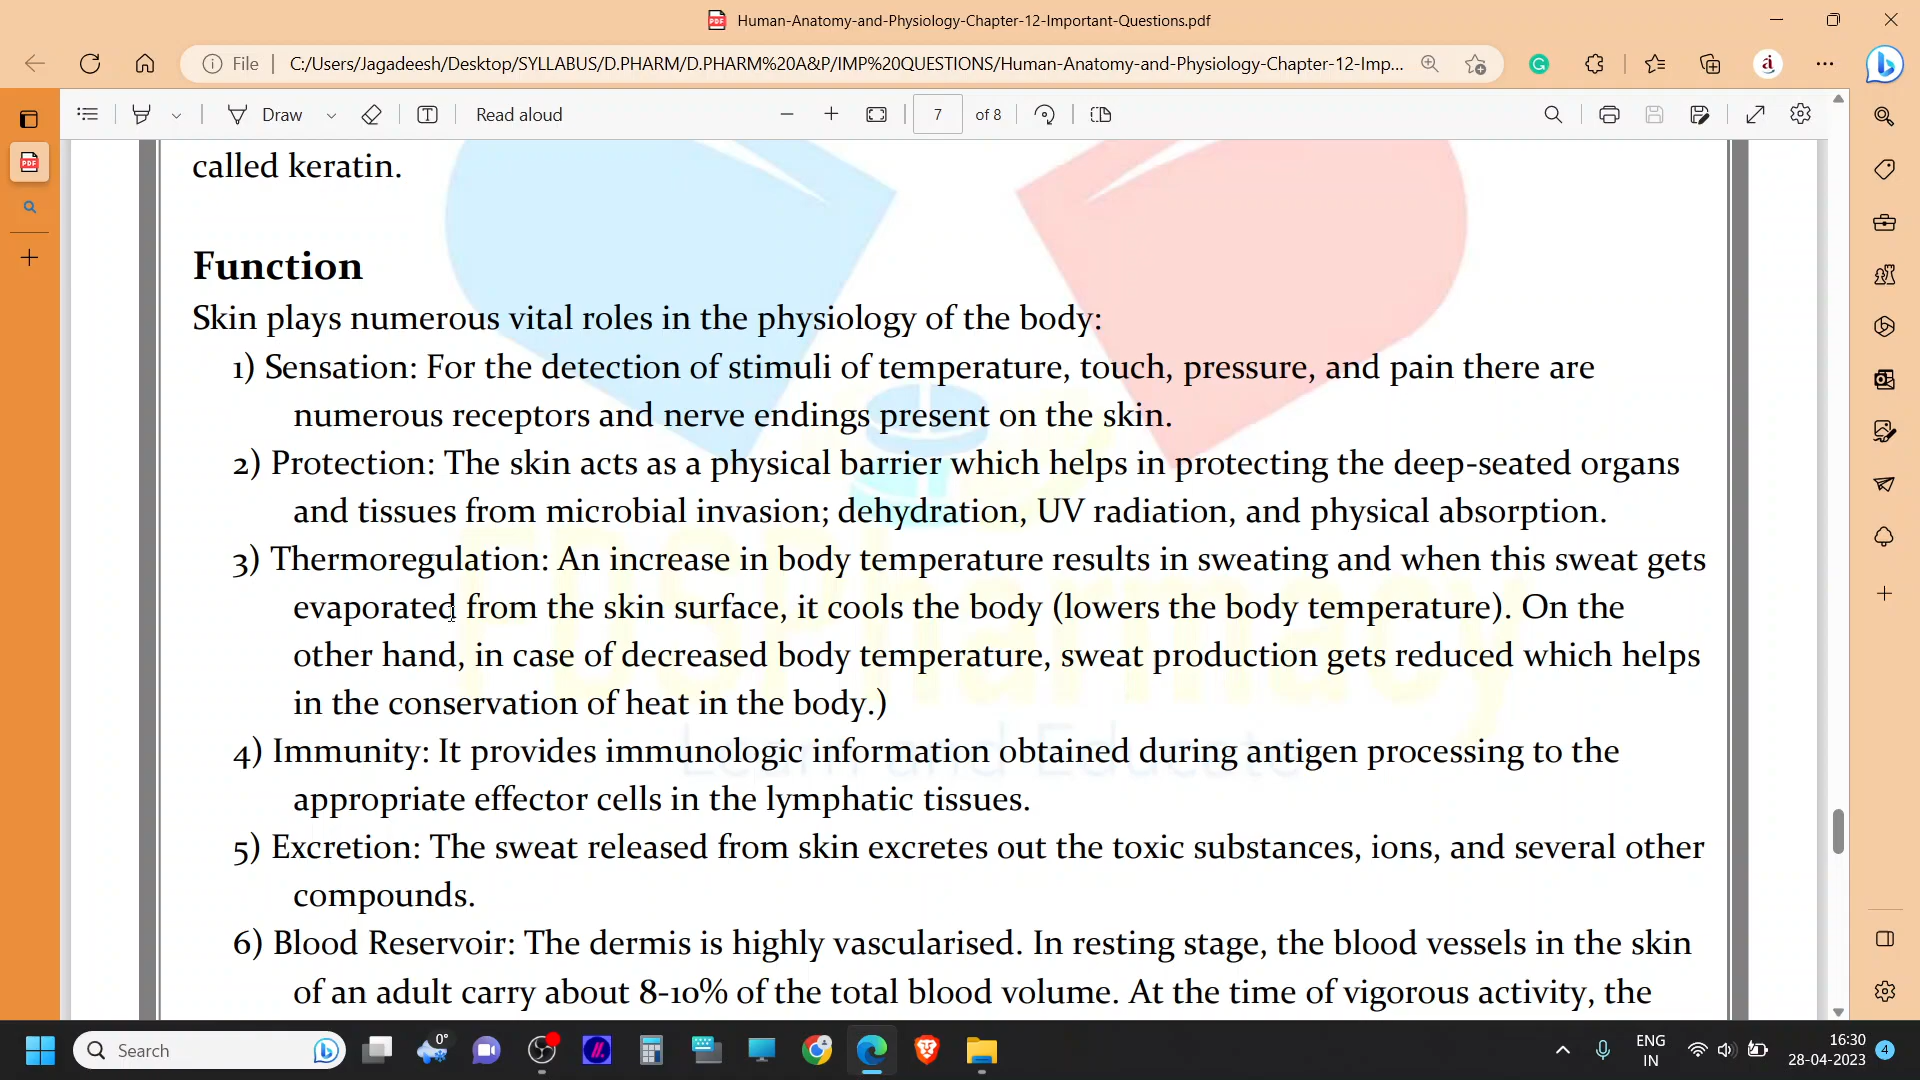 Human-Anatomy-and-Physiology-Chapter-12-Important-Questions.pdf
File
C:/Users/Jagadeesh/Desktop/SYLLABUS/D.PHARM/D.PHARM%20A&P/IMP%20QUESTIONS/Human-Anatomy-and-Physiology-Chapter-12-Imp...
Draw
Read aloud
7 of 8
called keratin.
Function
Skin plays numerous vital roles in the physiology of the body:
1) Sensation: For the detection of stimuli of temperature, touch, pressure, and pain there are
numerous receptors and nerve endings present on the skin.
2) Protection: The skin acts as a physical barrier which helps in protecting the deep-seated organs
and tissues from microbial invasion; dehydration, UV radiation, and physical absorption.
3) Thermoregulation: An increase in body temperature results in sweating and when this sweat gets
evaporated from the skin surface, it cools the body (lowers the body temperature). On the
other hand, in case of decreased body temperature, sweat production gets reduced which helps
in the conservation of heat in the body.)
4) Immunity: It provides immunologic information obtained during antigen processing to the
appropriate effector cells in the lymphatic tissues.
5) Excretion: The sweat released from skin excretes out the toxic substances, ions, and several other
compounds.
6) Blood Reservoir: The dermis is highly vascularised. In resting stage, the blood vessels in the skin
of an adult carry about 8-10% of the total blood volume. At the time of vigorous activity, the
FDSPharmacy
Learn and Educate
Search
0°
ENG
IN
16:30
28-04-2023
4